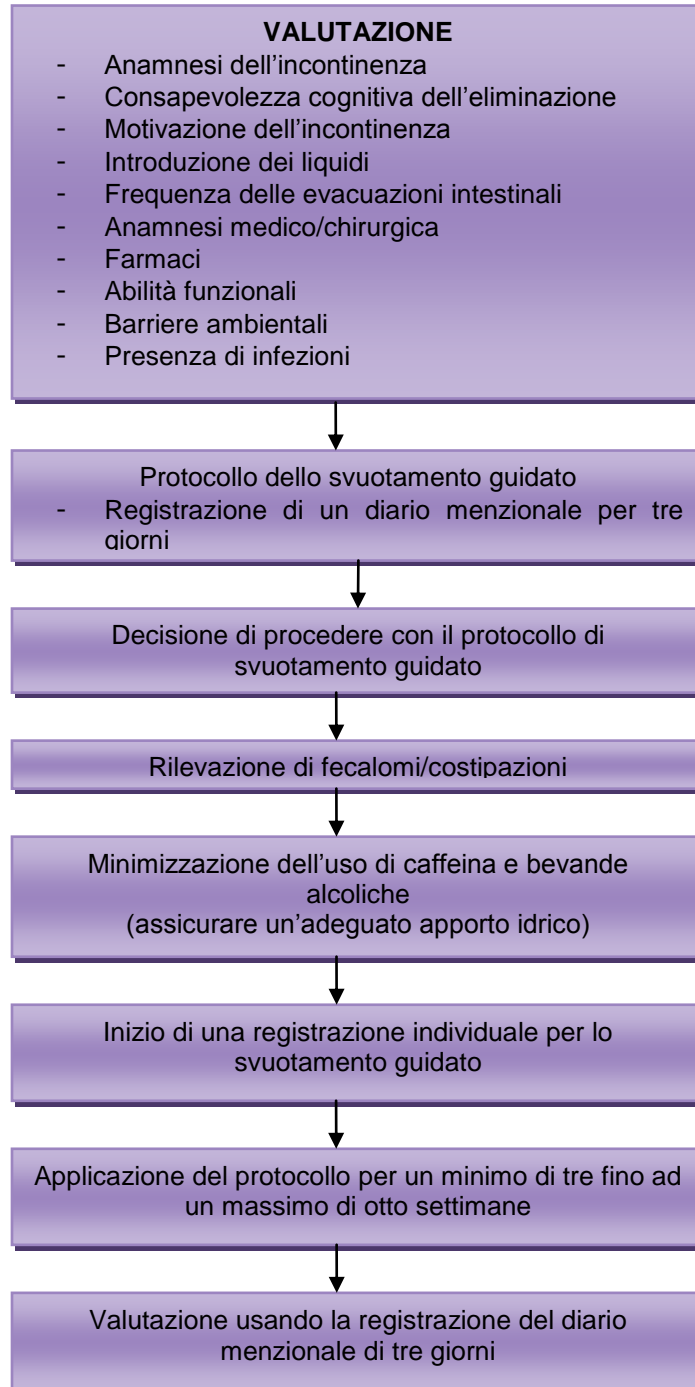 VALUTAZIONE
- Anamnesi dell'incontinenza
- Consapevolezza cognitiva dell'eliminazione
- Motivazione dell'incontinenza
- Introduzione dei liquidi
- Frequenza delle evacuazioni intestinali
- Anamnesi medico/chirurgica
- Farmaci
- Abilità funzionali
- Barriere ambientali
- Presenza di infezioni
Protocollo dello svuotamento guidato
- Registrazione di un diario menzionale per tre
giorni
Decisione di procedere con il protocollo di
svuotamento guidato
Rilevazione di fecalomi/costipazioni
Minimizzazione dell'uso di caffeina e bevande
alcoliche
(assicurare un'adeguato apporto idrico)
Inizio di una registrazione individuale per lo
svuotamento guidato
Applicazione del protocollo per un minimo di tre fino ad
un massimo di otto settimane
Valutazione usando la registrazione del diario
menzionale di tre giorni